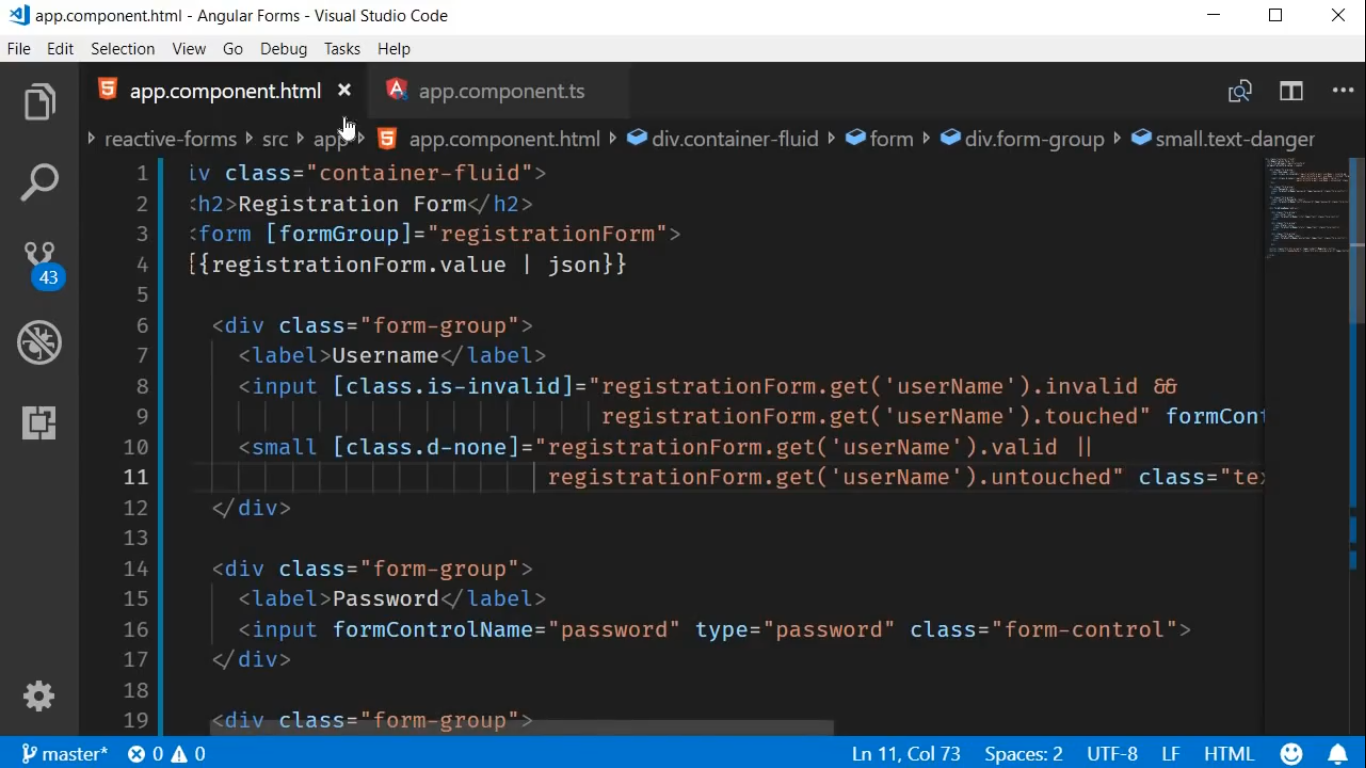 app.component.html - Angular Forms - Visual Studio Code
File Edit Selection View Go Debug Tasks Help
app.component.html app.component.ts
reactive-forms src app app.component.html div.container-fluid form div.form-group small.text-danger
1 iv class="container-fluid">
2 <h2>Registration Form</h2>
3 <form [formGroup]="registrationForm">
4 {{registrationForm.value | json}}
5
6 <div class="form-group">
7 <label>Username</label>
8 <input [class.is-invalid]="registrationForm.get('userName').invalid &&
9 registrationForm.get('userName').touched" formCont
10 <small [class.d-none]="registrationForm.get('userName').valid ||
11 registrationForm.get('userName').untouched" class="te
12 </div>
13
14 <div class="form-group">
15 <label>Password</label>
16 <input formControlName="password" type="password" class="form-control">
17 </div>
18
19 <div class="form-group">
43
master* 0 0 Ln 11, Col 73 Spaces: 2 UTF-8 LF HTML